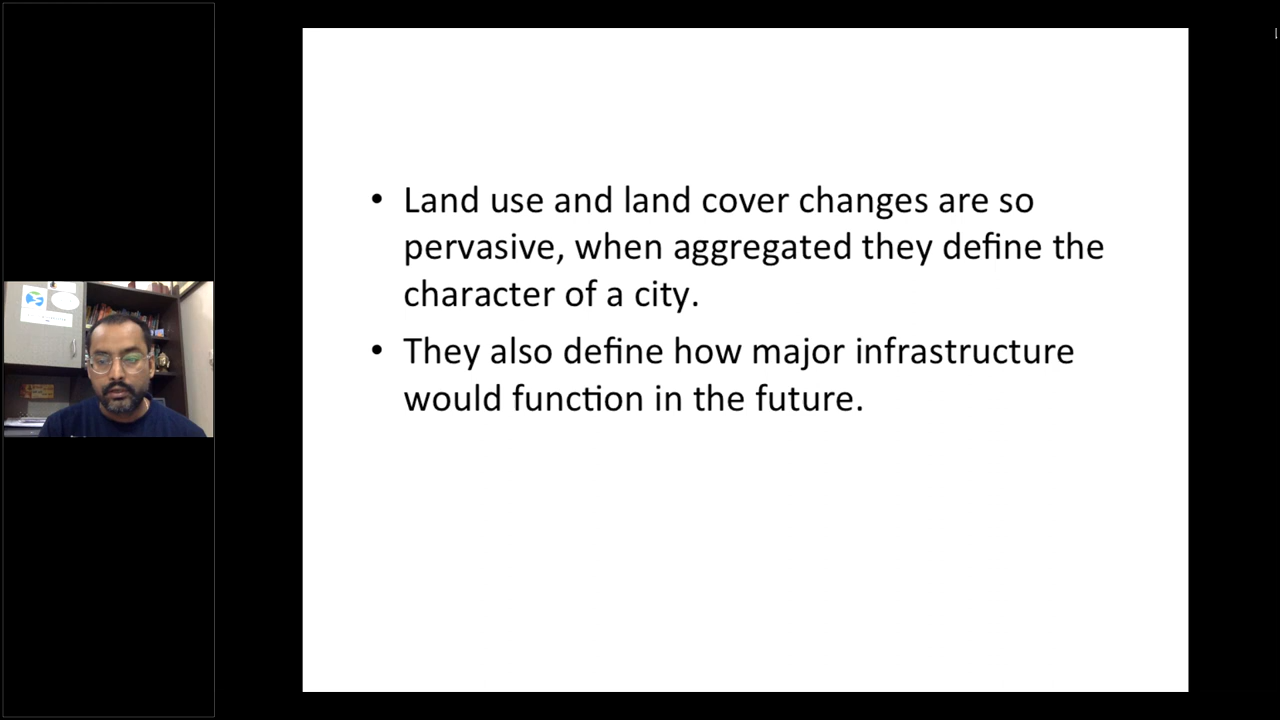 • Land use and land cover changes are so
pervasive, when aggregated they define the
character of a city.
• They also define how major infrastructure
would function in the future.